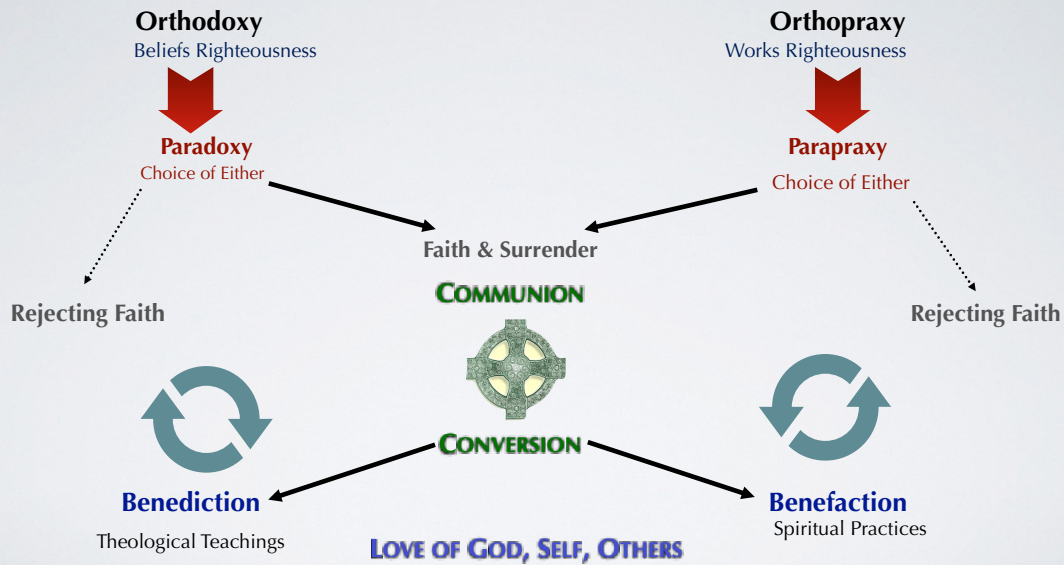 Orthodoxy
Beliefs Righteousness
Orthopraxy
Works Righteousness
Paradoxy
Choice of Either
Parapraxy
Choice of Either
Faith & Surrender
COMMUNION
Rejecting Faith
Rejecting Faith
CONVERSION
Benediction
Theological Teachings
Benefaction
Spiritual Practices
LOVE OF GOD, SELF, OTHERS